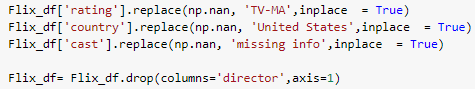 Flix_df['rating'].replace(np.nan, 'TV-MA',inplace  = True)
Flix_df['country'].replace(np.nan, 'United States',inplace  = True)
Flix_df['cast'].replace(np.nan, 'missing info',inplace  = True)
Flix_df= Flix_df.drop(columns='director',axis=1)